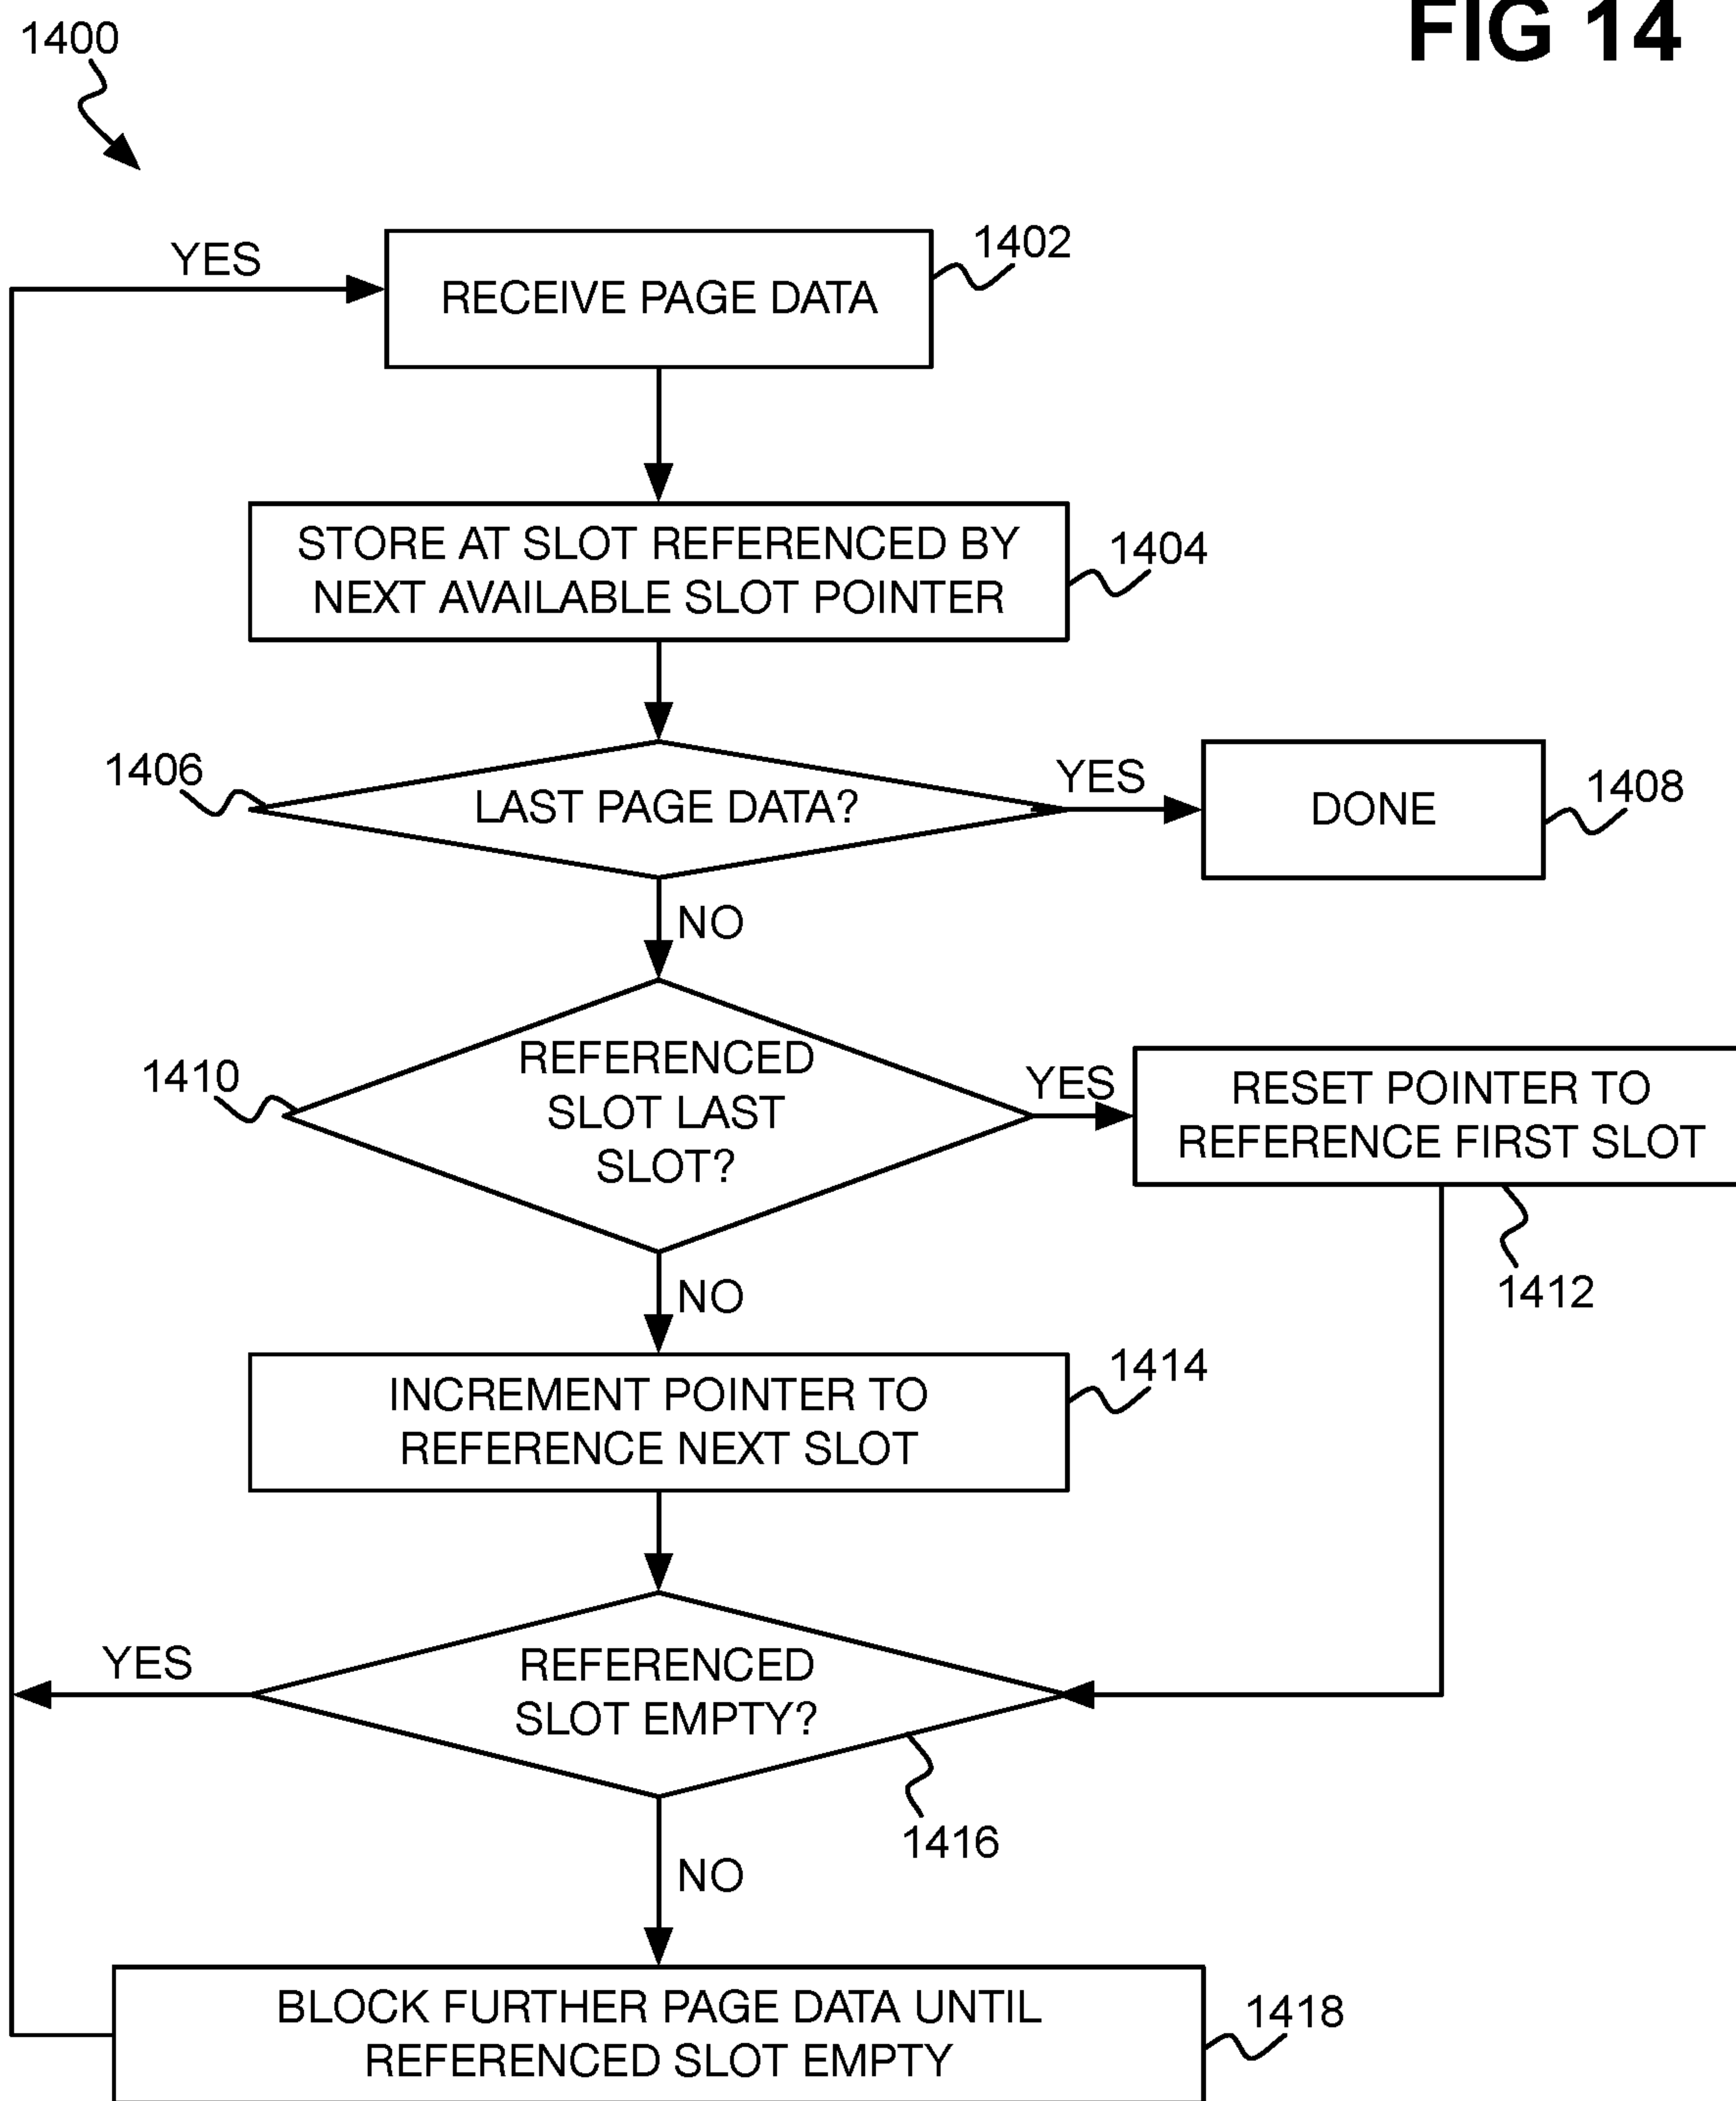 FIG 14
1400
YES
RECEIVE PAGE DATA
1402
STORE AT SLOT REFERENCED BY
NEXT AVAILABLE SLOT POINTER
1404
1406
LAST PAGE DATA?
YES
DONE
1408
NO
1410
REFERENCED
SLOT LAST
SLOT?
YES
RESET POINTER TO
REFERENCE FIRST SLOT
1412
NO
INCREMENT POINTER TO
REFERENCE NEXT SLOT
1414
YES
REFERENCED
SLOT EMPTY?
1416
NO
BLOCK FURTHER PAGE DATA UNTIL
REFERENCED SLOT EMPTY
1418